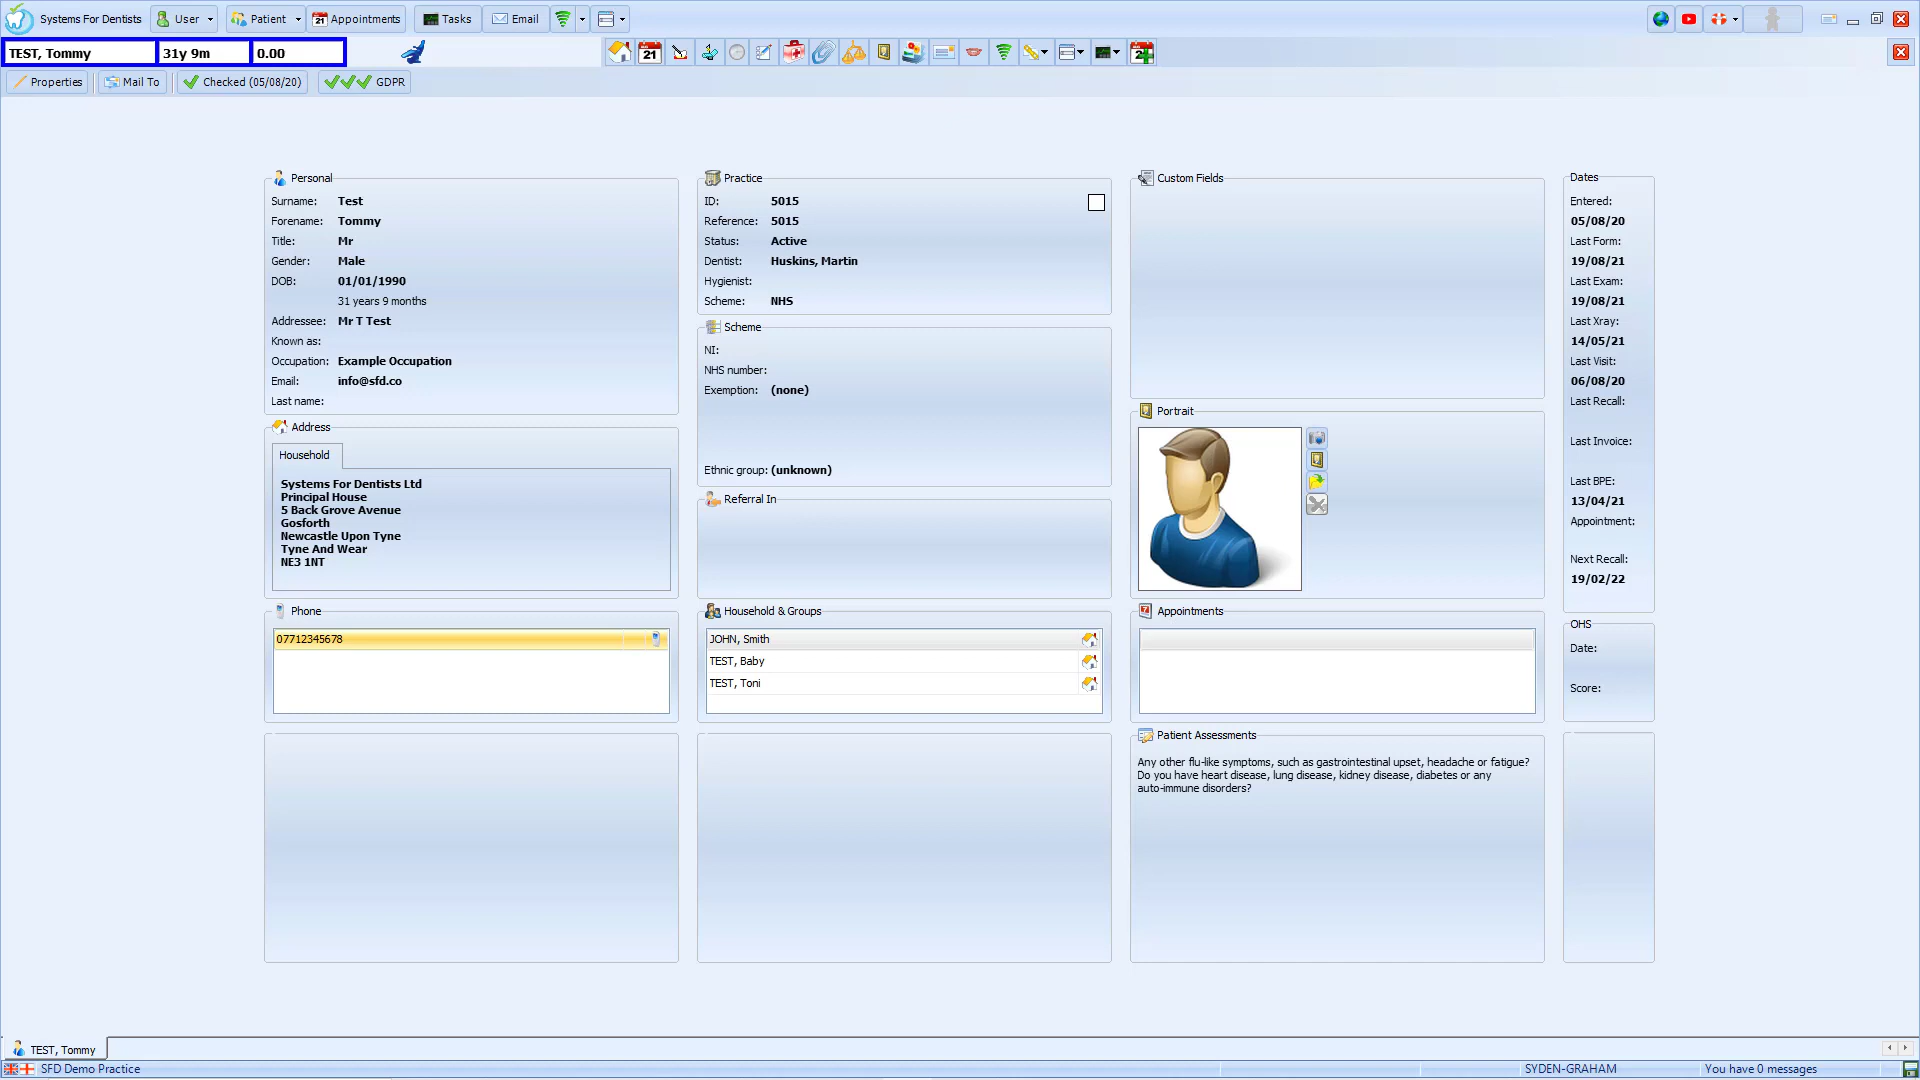 Systems For Dentists
User
Patient
Appointments
Tasks
Email
TEST, Tommy
31y 9m
0.00
21
Properties
Mail To
Checked (05/08/20)
GDPR
Personal
Surname: Test
Forename: Tommy
Title: Mr
Gender: Male
DOB: 01/01/1990
31 years 9 months
Addressee: Mr T Test
Known as:
Occupation: Example Occupation
Email: info@sfd.co
Last name:
Address
Household
Systems For Dentists Ltd
Principal House
5 Back Grove Avenue
Gosforth
Newcastle Upon Tyne
Tyne And Wear
NE3 1NT
Phone
07712345678
Practice
ID: 5015
Reference: 5015
Status: Active
Dentist: Huskins, Martin
Hygienist:
Scheme: NHS
Scheme
NI:
NHS number:
Exemption: (none)
Ethnic group: (unknown)
Referral In
Household & Groups
JOHN, Smith
TEST, Baby
TEST, Toni
Custom Fields
Portrait
Appointments
Patient Assessments
Any other flu-like symptoms, such as gastrointestinal upset, headache or fatigue?
Do you have heart disease, lung disease, kidney disease, diabetes or any
auto-immune disorders?
Dates
Entered:
05/08/20
Last Form:
19/08/21
Last Exam:
19/08/21
Last Xray:
14/05/21
Last Visit:
06/08/20
Last Recall:
Last Invoice:
Last BPE:
13/04/21
Appointment:
Next Recall:
19/02/22
OHS
Date:
Score:
TEST, Tommy
SFD Demo Practice
SYDEN-GRAHAM
You have 0 messages